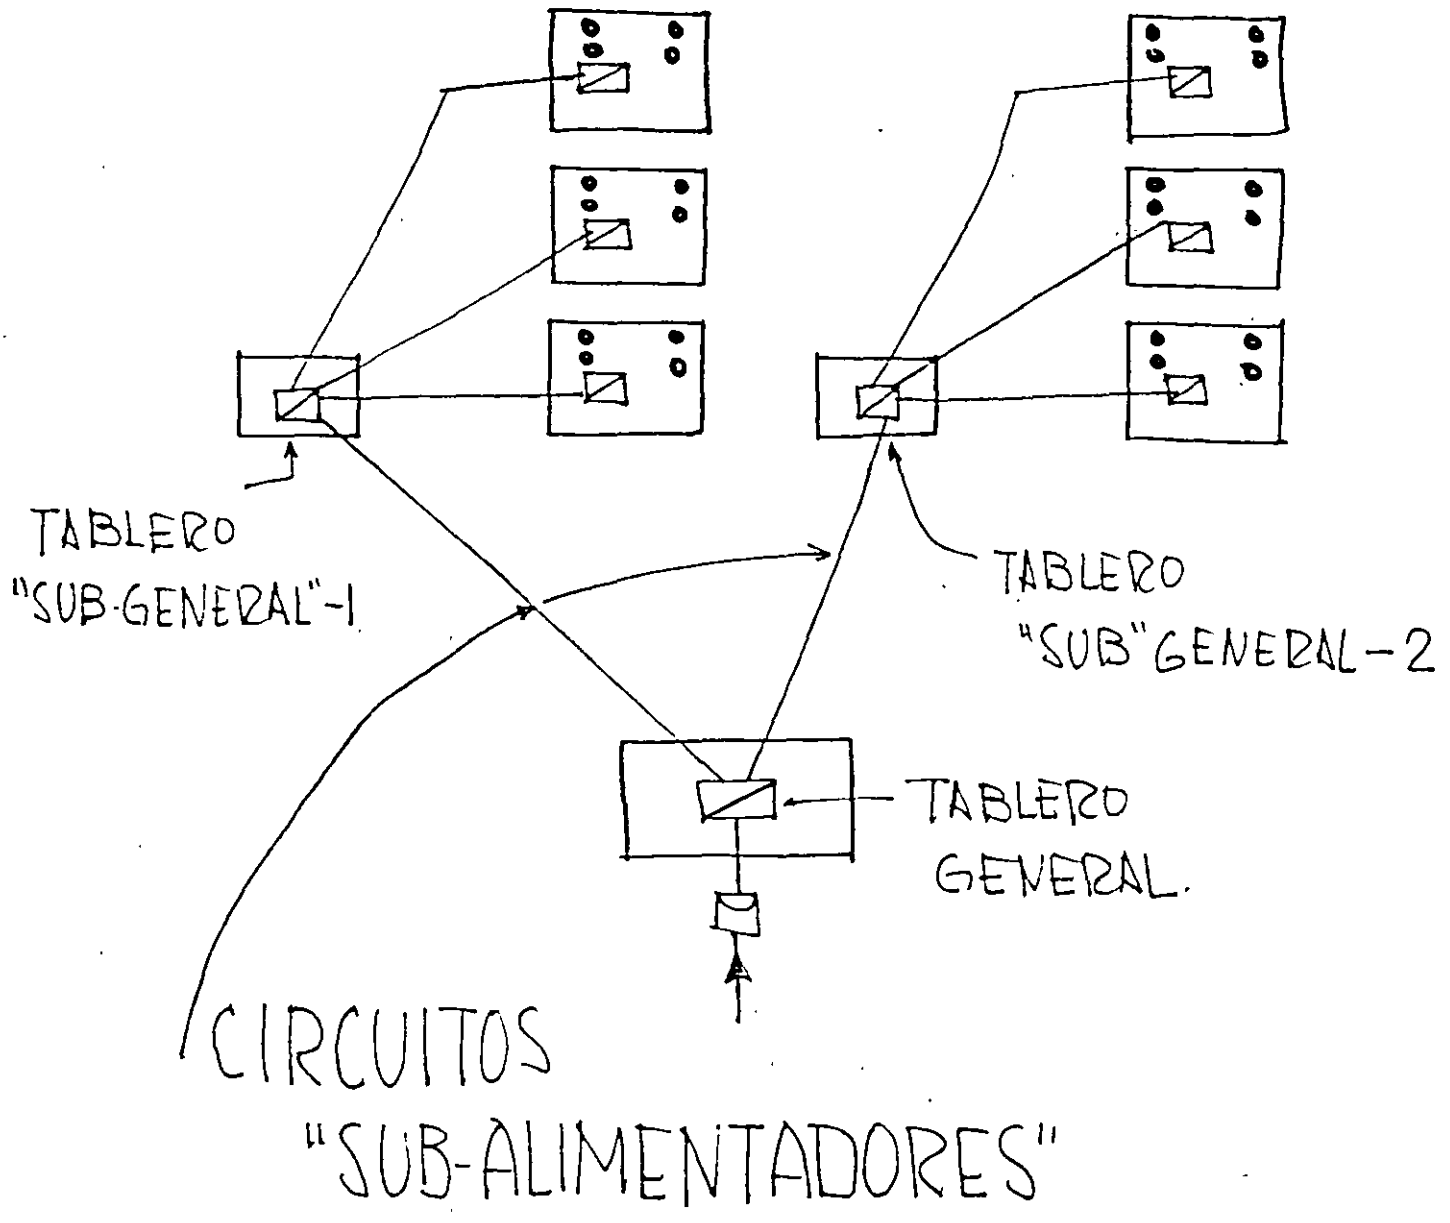 TABLERO
"SUB-GENERAL"-1
TABLERO
"SUB" GENERAL-2
TABLERO
GENERAL.
CIRCUITOS
"SUB-ALIMENTADORES"